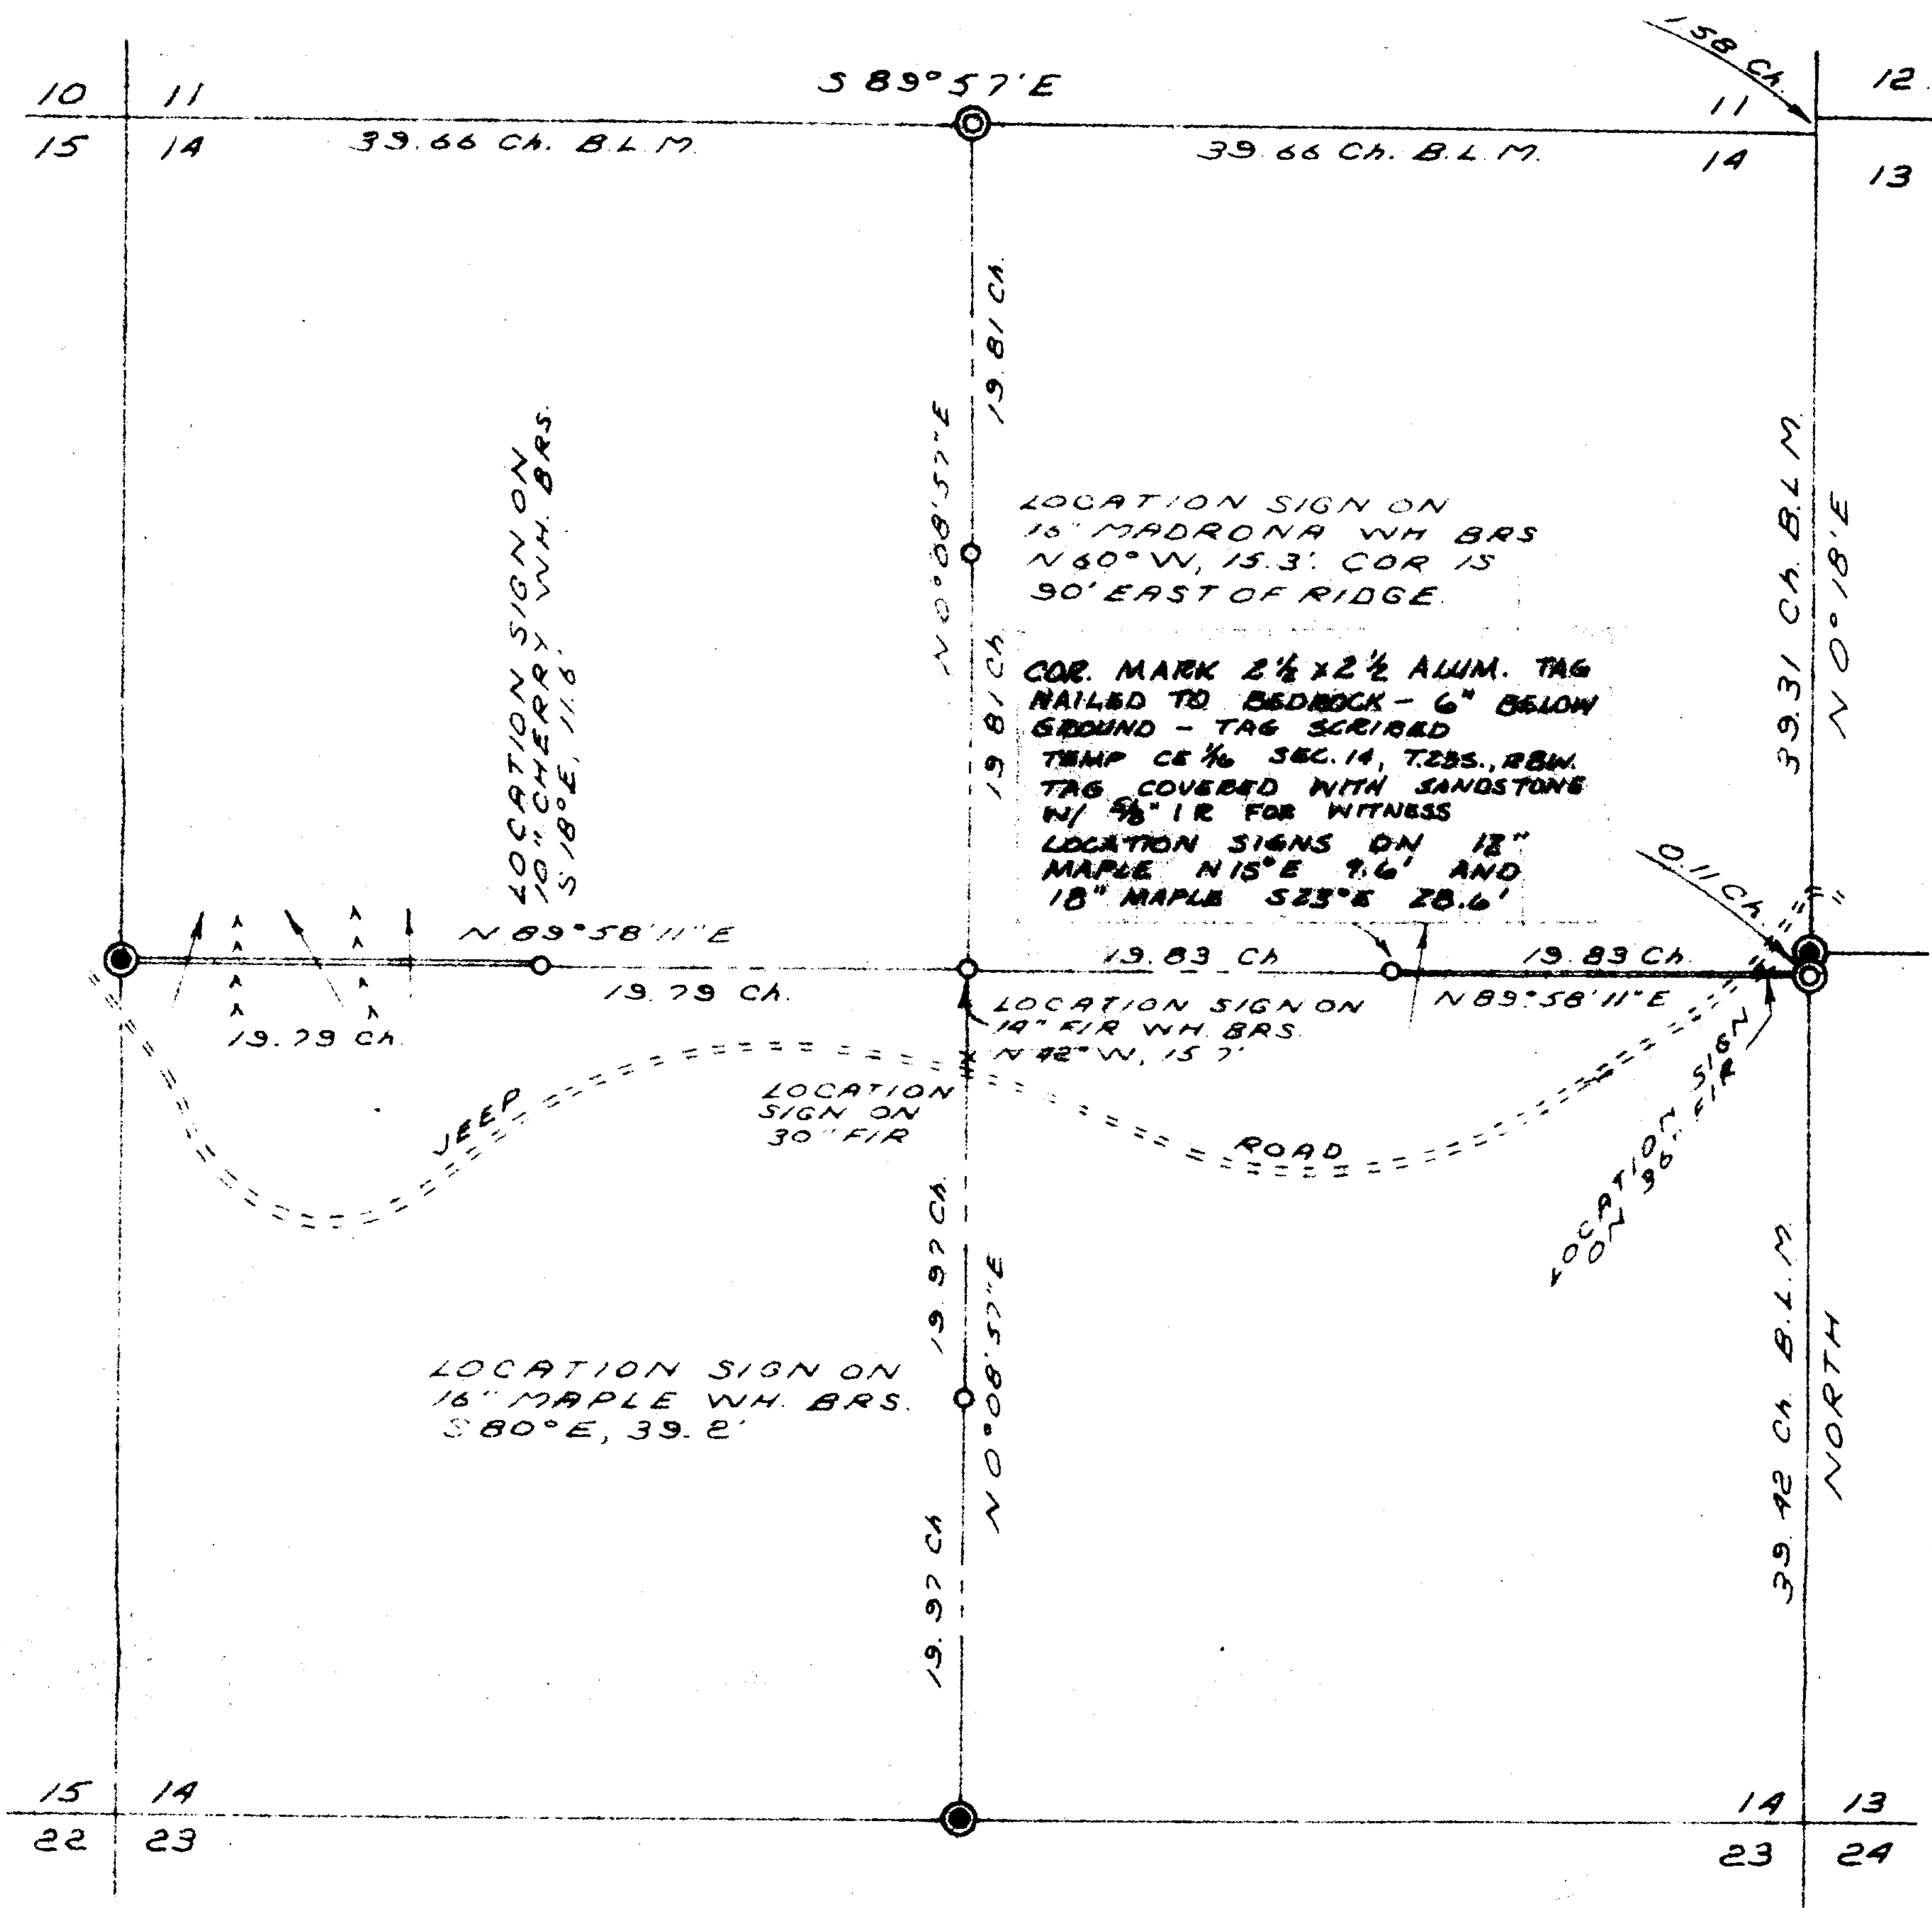 1.58 Ch.
S 89°57'E
10 11
11 12
15 14
39.66 Ch. B.L.M.
39.66 Ch. B.L.M.
14 13
19.81 Ch.
N 0°08'57"E
LOCATION SIGN ON
10" CHERRY WH. BRS.
S 18°E, 11.6'
LOCATION SIGN ON
16" MADRONA WH BRS
N 60° W, 15.3'. COR IS
90' EAST OF RIDGE.
39.31 Ch. B.L.M.
N 0°18'E
19.81 Ch
COR. MARK 2½ x 2½ ALUM. TAG
NAILED TO BEDROCK - 6" BELOW
GROUND - TAG SCRIBED
TEMP CE 1/16 SEC. 14, T.28S., R8W.
TAG COVERED WITH SANDSTONE
W/ 5/8" I R FOR WITNESS
LOCATION SIGNS ON 12"
MAPLE N 15° E 9.6' AND
18" MAPLE S23°E 28.6'
0.11 Ch.
N 89°58'11"E
19.83 Ch
19.83 Ch.
19.79 Ch.
19.79 Ch.
N 89°58'11"E
LOCATION SIGN ON
14" FIR WH. BRS.
N 42° W, 15.7'
LOCATION
SIGN ON
30" FIR
JEEP
ROAD
LOCATION SIGN
ON 36" FIR
19.97 Ch.
N 0°08'57"E
LOCATION SIGN ON
16" MAPLE WH. BRS.
S 80° E, 39.2'
39.42 Ch. B.L.M.
NORTH
19.97 Ch
15 14
14 13
22 23
23 24